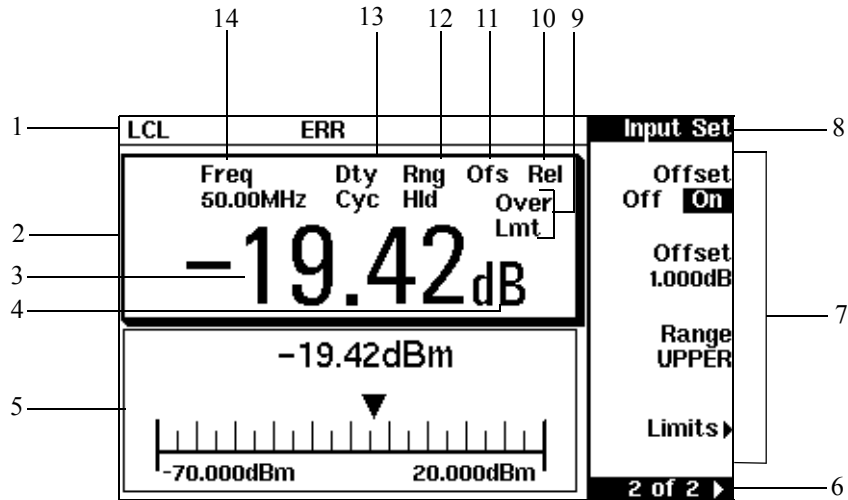 14 13 12 11 10 9
1 LCL ERR Input Set 8
Freq Dty Rng Ofs Rel
50.00MHz Cyc Hld Over
Lmt
2
3 -19.42dB
4
Offset
Off On
Offset
1.000dB
Range
UPPER
Limits
7
-19.42dBm
5
-70.000dBm 20.000dBm
2 of 2 6